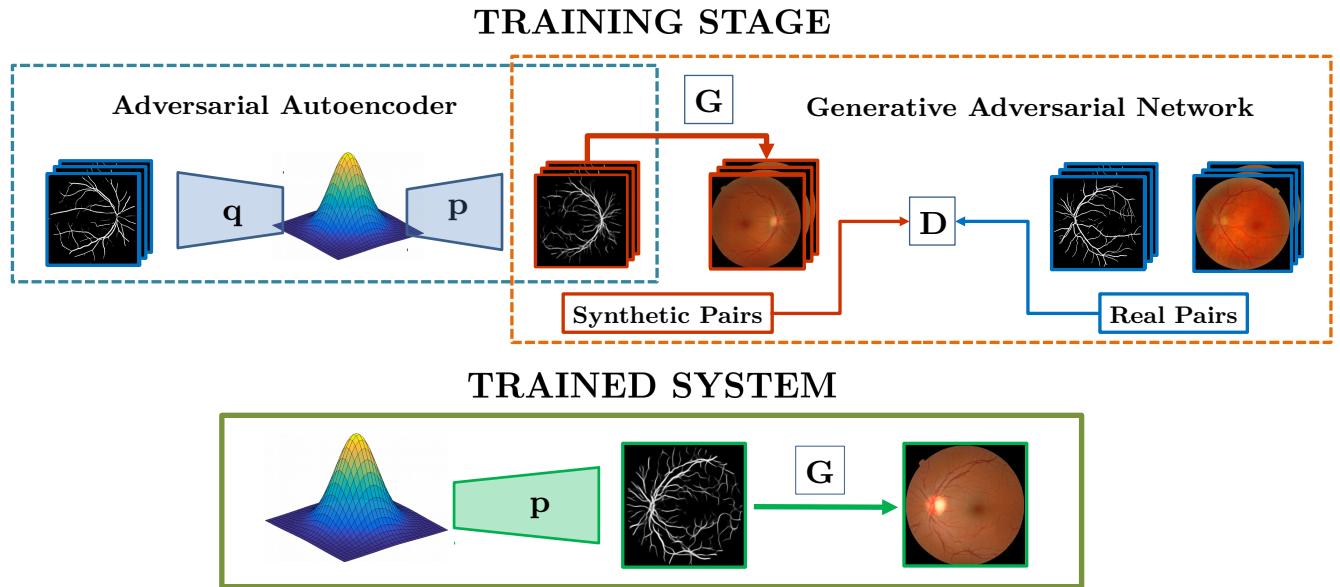 TRAINING STAGE
Adversarial Autoencoder
G
Generative Adversarial Network
q
p
D
Synthetic Pairs
Real Pairs
TRAINED SYSTEM
p
G